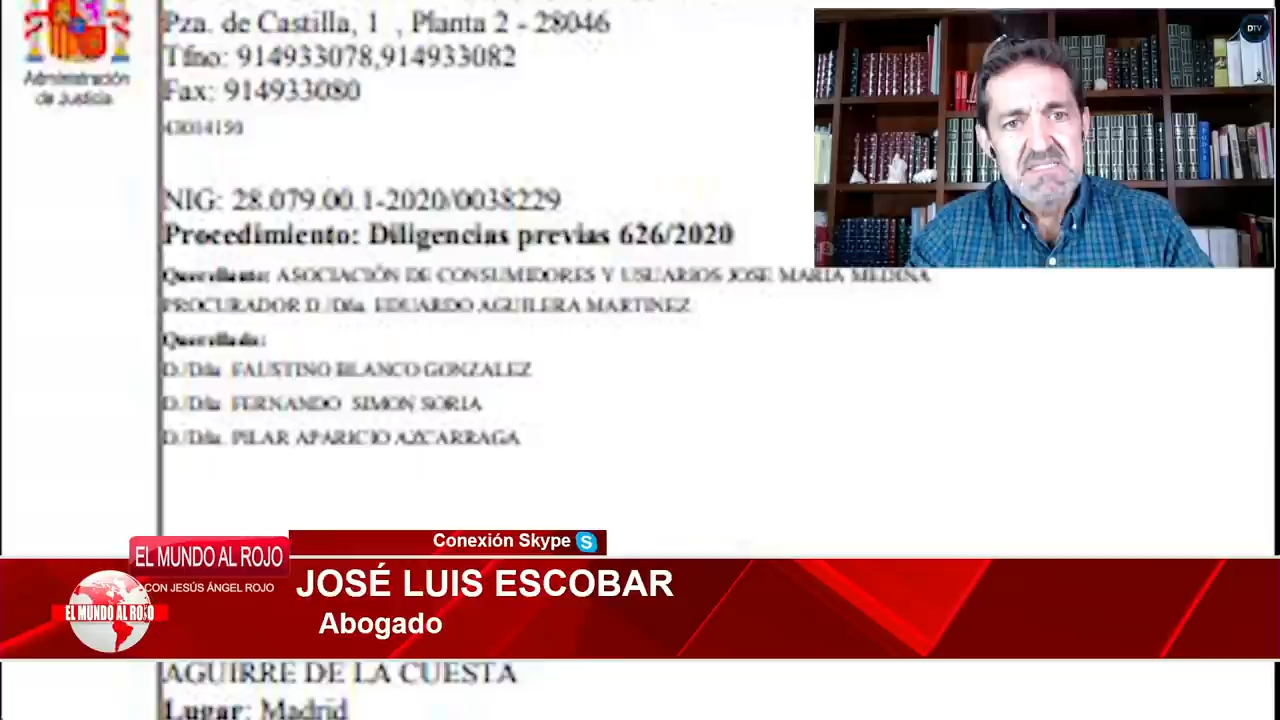 Pza. de Castilla, 1 , Planta 2 - 28046
Tfno: 914933078,914933082
Fax: 914933080
Administración
de Justicia
NIG: 28.079.00.1-2020/0038229
Procedimiento: Diligencias previas 626/2020
Querellante: ASOCIACIÓN DE CONSUMIDORES Y USUARIOS JOSE MARIA MEDINA
PROCURADOR D./Dña. EDUARDO AGUILERA MARTINEZ
Querellado:
D./Dña. FAUSTINO BLANCO GONZALEZ
D./Dña. FERNANDO SIMON SORIA
D./Dña. PILAR APARICIO AZCARRAGA
DTV
Conexión Skype
EL MUNDO AL ROJO
CON JESÚS ÁNGEL ROJO
EL MUNDO AL ROJO
JOSÉ LUIS ESCOBAR
Abogado
AGUIRRE DE LA CUESTA
Lugar: Madrid